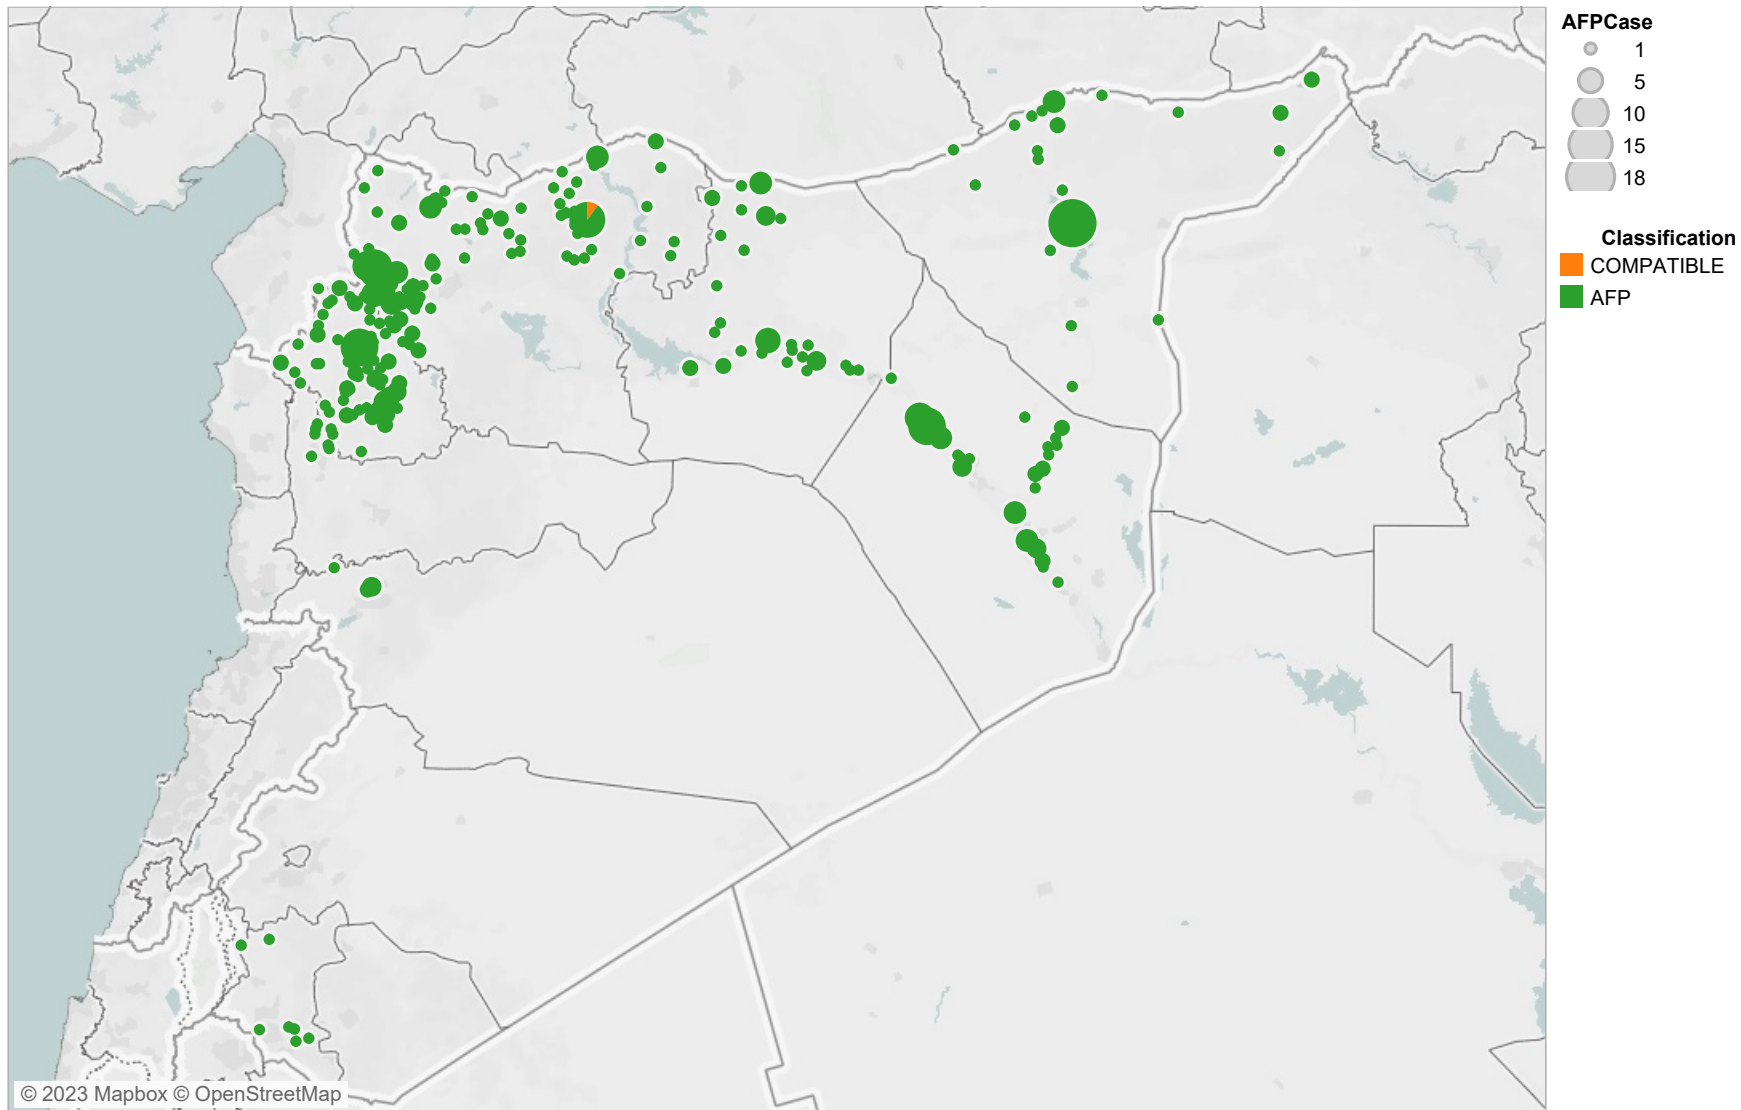 AFPCase
1
5
10
15
18
Classification
COMPATIBLE
AFP
© 2023 Mapbox © OpenStreetMap